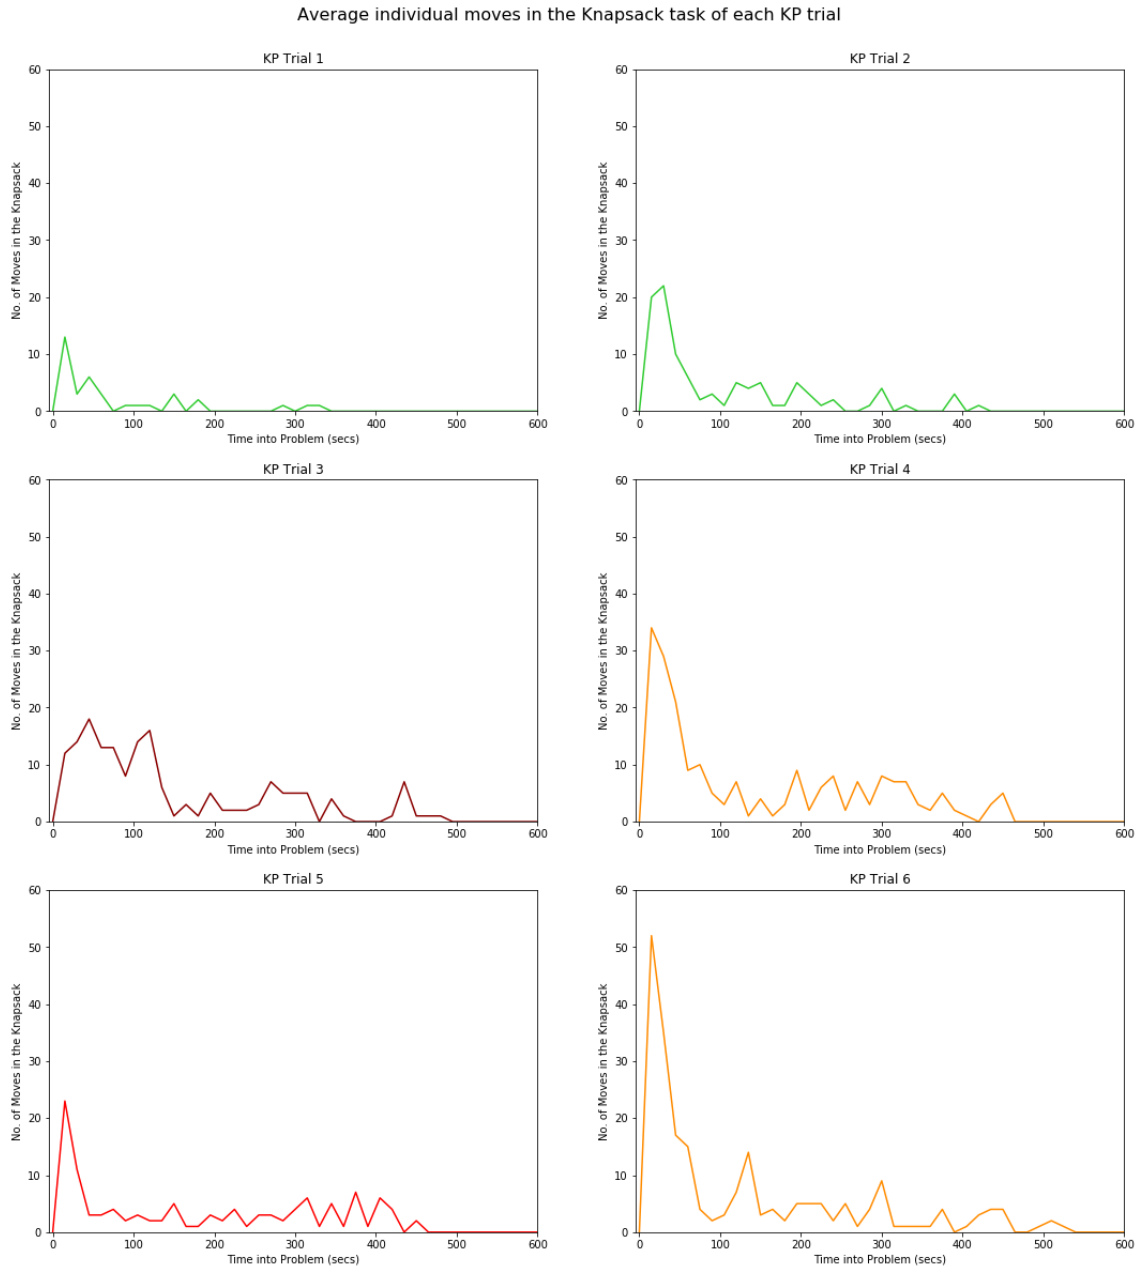 Average individual moves in the Knapsack task of each KP trial
KP Trial 1
60
50
40
30
20
10
0
No. of Moves in the Knapsack
0 100 200 300 400 500 600
Time into Problem (secs)
KP Trial 2
60
50
40
30
20
10
0
No. of Moves in the Knapsack
0 100 200 300 400 500 600
Time into Problem (secs)
KP Trial 3
60
50
40
30
20
10
0
No. of Moves in the Knapsack
0 100 200 300 400 500 600
Time into Problem (secs)
KP Trial 4
60
50
40
30
20
10
0
No. of Moves in the Knapsack
0 100 200 300 400 500 600
Time into Problem (secs)
KP Trial 5
60
50
40
30
20
10
0
No. of Moves in the Knapsack
0 100 200 300 400 500 600
Time into Problem (secs)
KP Trial 6
60
50
40
30
20
10
0
No. of Moves in the Knapsack
0 100 200 300 400 500 600
Time into Problem (secs)